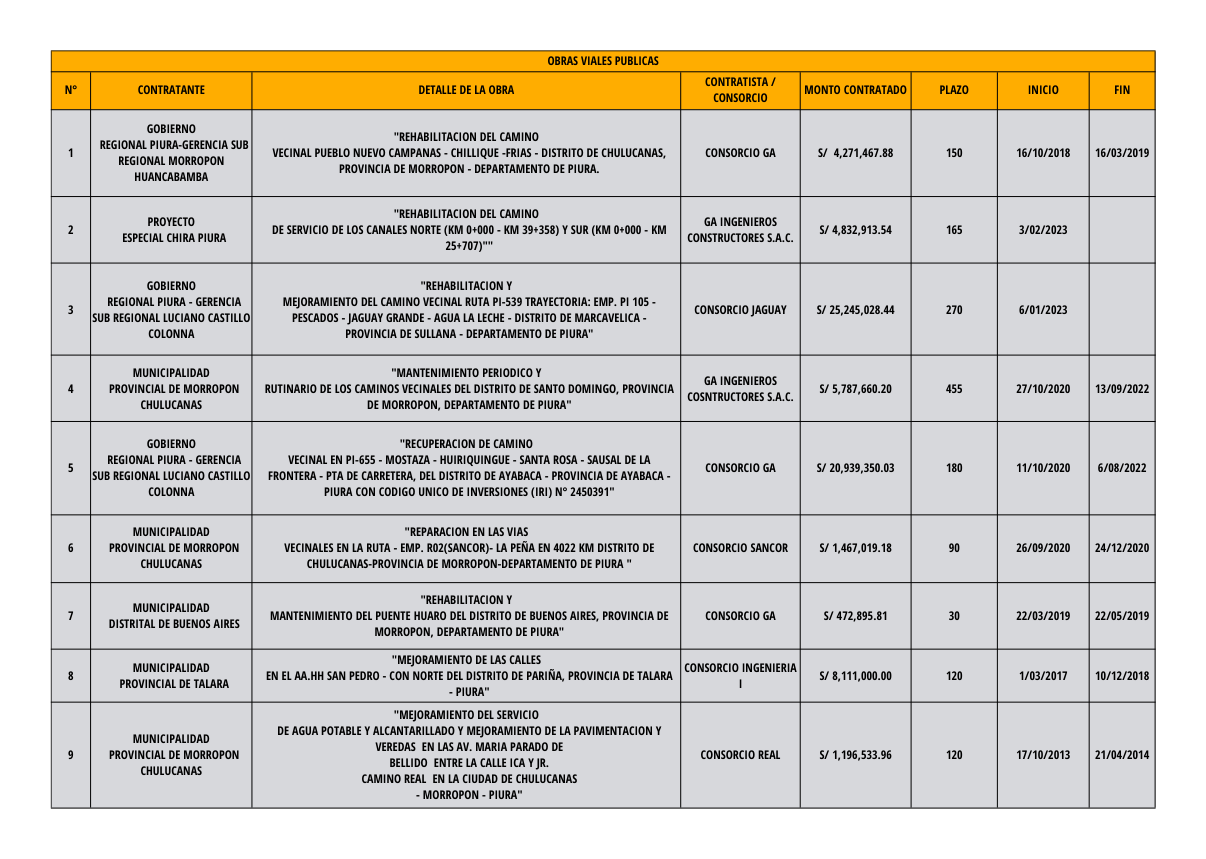 OBRAS VIALES PUBLICAS
N° CONTRATANTE DETALLE DE LA OBRA CONTRATISTA / CONSORCIO MONTO CONTRATADO PLAZO INICIO FIN
1
GOBIERNO
REGIONAL PIURA-GERENCIA SUB
REGIONAL MORROPON
HUANCABAMBA
"REHABILITACION DEL CAMINO
VECINAL PUEBLO NUEVO CAMPANAS - CHILLIQUE -FRIAS - DISTRITO DE CHULUCANAS,
PROVINCIA DE MORROPON - DEPARTAMENTO DE PIURA.
CONSORCIO GA
S/ 4,271,467.88
150
16/10/2018
16/03/2019
2
PROYECTO
ESPECIAL CHIRA PIURA
"REHABILITACION DEL CAMINO
DE SERVICIO DE LOS CANALES NORTE (KM 0+000 - KM 39+358) Y SUR (KM 0+000 - KM
25+707)""
GA INGENIEROS
CONSTRUCTORES S.A.C.
S/ 4,832,913.54
165
3/02/2023
3
GOBIERNO
REGIONAL PIURA - GERENCIA
SUB REGIONAL LUCIANO CASTILLO
COLONNA
"REHABILITACION Y
MEJORAMIENTO DEL CAMINO VECINAL RUTA PI-539 TRAYECTORIA: EMP. PI 105 -
PESCADOS - JAGUAY GRANDE - AGUA LA LECHE - DISTRITO DE MARCAVELICA -
PROVINCIA DE SULLANA - DEPARTAMENTO DE PIURA"
CONSORCIO JAGUAY
S/ 25,245,028.44
270
6/01/2023
4
MUNICIPALIDAD
PROVINCIAL DE MORROPON
CHULUCANAS
"MANTENIMIENTO PERIODICO Y
RUTINARIO DE LOS CAMINOS VECINALES DEL DISTRITO DE SANTO DOMINGO, PROVINCIA
DE MORROPON, DEPARTAMENTO DE PIURA"
GA INGENIEROS
COSNTRUCTORES S.A.C.
S/ 5,787,660.20
455
27/10/2020
13/09/2022
5
GOBIERNO
REGIONAL PIURA - GERENCIA
SUB REGIONAL LUCIANO CASTILLO
COLONNA
"RECUPERACION DE CAMINO
VECINAL EN PI-655 - MOSTAZA - HUIRIQUINGUE - SANTA ROSA - SAUSAL DE LA
FRONTERA - PTA DE CARRETERA, DEL DISTRITO DE AYABACA - PROVINCIA DE AYABACA -
PIURA CON CODIGO UNICO DE INVERSIONES (IRI) N° 2450391"
CONSORCIO GA
S/ 20,939,350.03
180
11/10/2020
6/08/2022
6
MUNICIPALIDAD
PROVINCIAL DE MORROPON
CHULUCANAS
"REPARACION EN LAS VIAS
VECINALES EN LA RUTA - EMP. R02(SANCOR)- LA PEÑA EN 4022 KM DISTRITO DE
CHULUCANAS-PROVINCIA DE MORROPON-DEPARTAMENTO DE PIURA "
CONSORCIO SANCOR
S/ 1,467,019.18
90
26/09/2020
24/12/2020
7
MUNICIPALIDAD
DISTRITAL DE BUENOS AIRES
"REHABILITACION Y
MANTENIMIENTO DEL PUENTE HUARO DEL DISTRITO DE BUENOS AIRES, PROVINCIA DE
MORROPON, DEPARTAMENTO DE PIURA"
CONSORCIO GA
S/ 472,895.81
30
22/03/2019
22/05/2019
8
MUNICIPALIDAD
PROVINCIAL DE TALARA
"MEJORAMIENTO DE LAS CALLES
EN EL AA.HH SAN PEDRO - CON NORTE DEL DISTRITO DE PARIÑA, PROVINCIA DE TALARA
- PIURA"
CONSORCIO INGENIERIA
I
S/ 8,111,000.00
120
1/03/2017
10/12/2018
9
MUNICIPALIDAD
PROVINCIAL DE MORROPON
CHULUCANAS
"MEJORAMIENTO DEL SERVICIO
DE AGUA POTABLE Y ALCANTARILLADO Y MEJORAMIENTO DE LA PAVIMENTACION Y
VEREDAS EN LAS AV. MARIA PARADO DE
BELLIDO ENTRE LA CALLE ICA Y JR.
CAMINO REAL EN LA CIUDAD DE CHULUCANAS
- MORROPON - PIURA"
CONSORCIO REAL
S/ 1,196,533.96
120
17/10/2013
21/04/2014